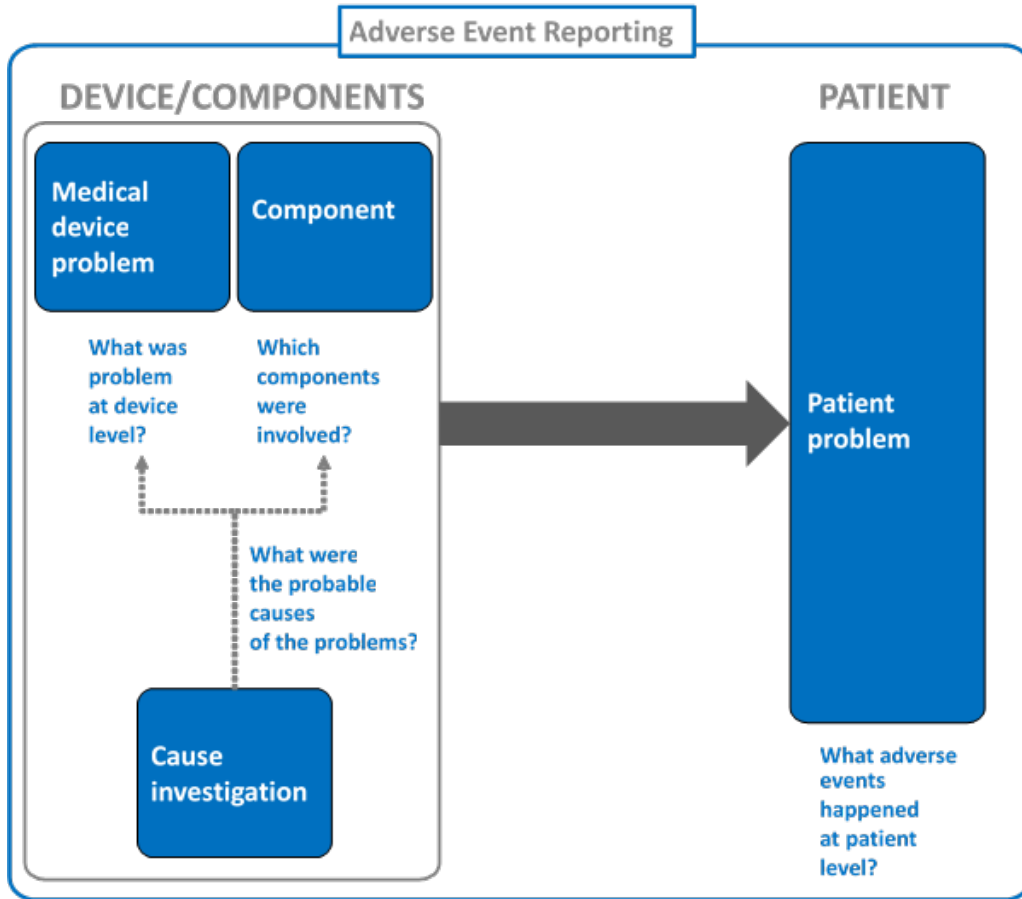 Adverse Event Reporting
DEVICE/COMPONENTS
PATIENT
Medical
device
problem
Component
What was
problem
at device
level?
Which
components
were
involved?
What were
the probable
causes
of the problems?
Cause
investigation
Patient
problem
What adverse
events
happened
at patient
level?